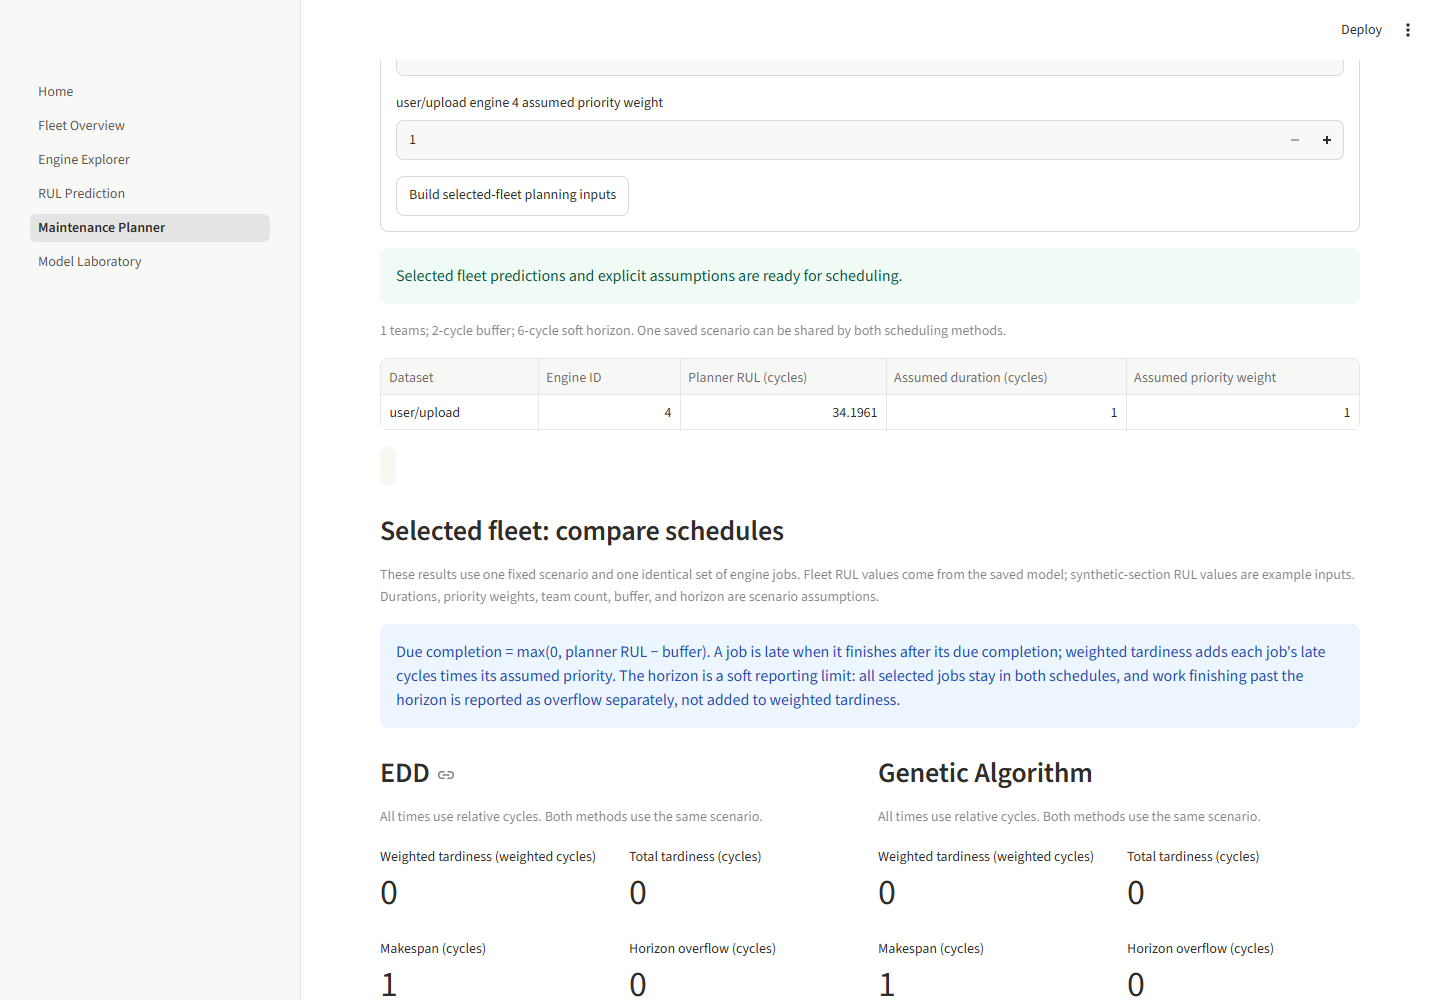 Deploy
Home
Fleet Overview
Engine Explorer
RUL Prediction
Maintenance Planner
Model Laboratory
user/upload engine 4 assumed priority weight
1
Build selected-fleet planning inputs
Selected fleet predictions and explicit assumptions are ready for scheduling.
1 teams; 2-cycle buffer; 6-cycle soft horizon. One saved scenario can be shared by both scheduling methods.
Dataset Engine ID Planner RUL (cycles) Assumed duration (cycles) Assumed priority weight
user/upload 4 34.1961 1 1
Selected fleet: compare schedules
These results use one fixed scenario and one identical set of engine jobs. Fleet RUL values come from the saved model; synthetic-section RUL values are example inputs.
Durations, priority weights, team count, buffer, and horizon are scenario assumptions.
Due completion = max(0, planner RUL − buffer). A job is late when it finishes after its due completion; weighted tardiness adds each job's late
cycles times its assumed priority. The horizon is a soft reporting limit: all selected jobs stay in both schedules, and work finishing past the
horizon is reported as overflow separately, not added to weighted tardiness.
EDD
All times use relative cycles. Both methods use the same scenario.
Weighted tardiness (weighted cycles) Total tardiness (cycles)
0 0
Makespan (cycles) Horizon overflow (cycles)
1 0
Genetic Algorithm
All times use relative cycles. Both methods use the same scenario.
Weighted tardiness (weighted cycles) Total tardiness (cycles)
0 0
Makespan (cycles) Horizon overflow (cycles)
1 0